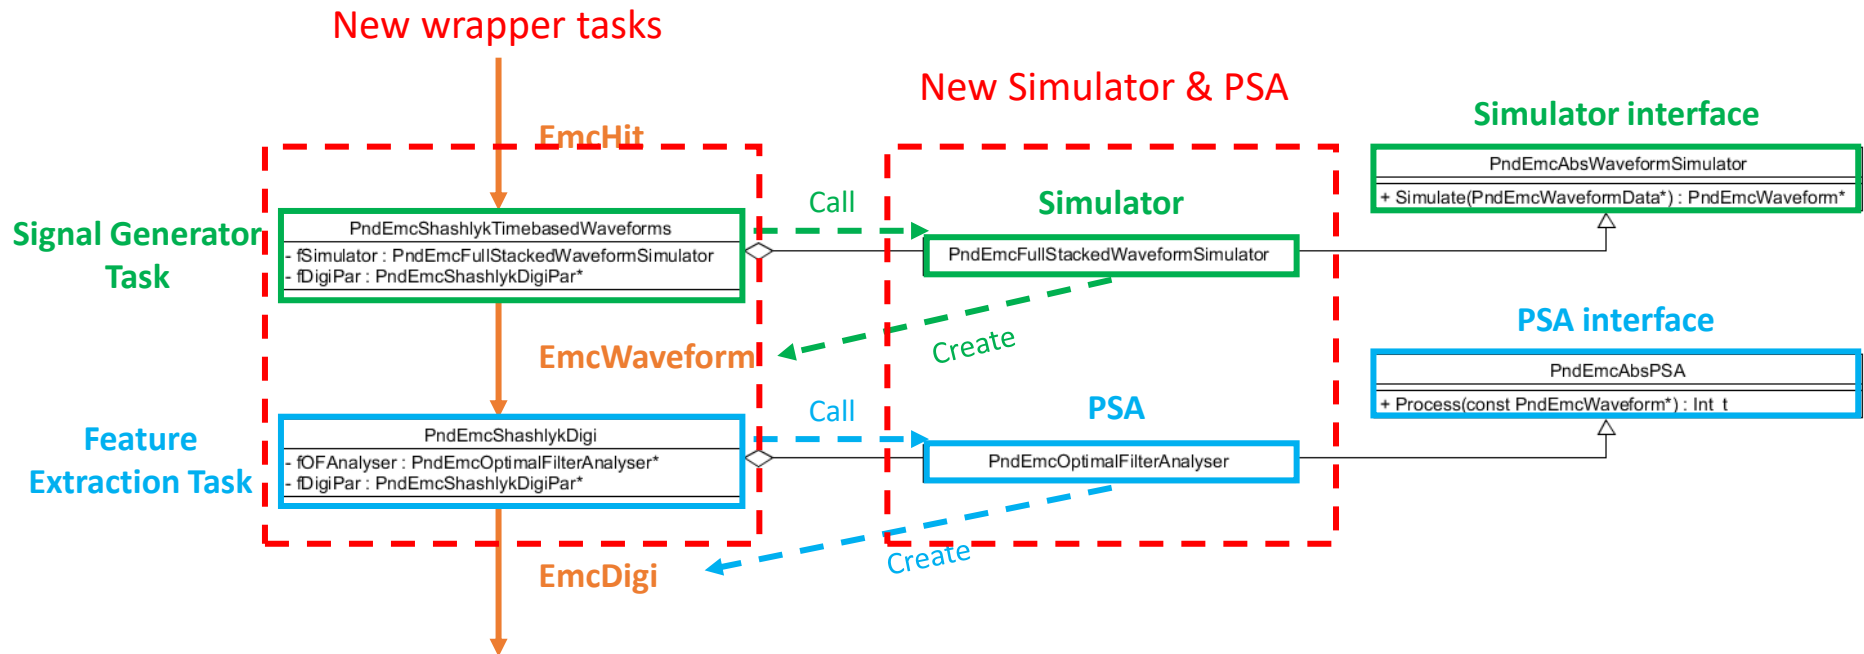 New wrapper tasks
New Simulator & PSA
EmcHit
Simulator interface
PndEmcAbsWaveformSimulator
+ Simulate(PndEmcWaveformData*) : PndEmcWaveform*
Signal Generator
Task
PndEmcShashlykTimebasedWaveforms
- fSimulator : PndEmcFullStackedWaveformSimulator
- fDigiPar : PndEmcShashlykDigiPar*
Call
Simulator
PndEmcFullStackedWaveformSimulator
Create
EmcWaveform
PSA interface
PndEmcAbsPSA
+ Process(const PndEmcWaveform*) : Int_t
Feature
Extraction Task
PndEmcShashlykDigi
- fOFAnalyser : PndEmcOptimalFilterAnalyser*
- fDigiPar : PndEmcShashlykDigiPar*
Call
PSA
PndEmcOptimalFilterAnalyser
Create
EmcDigi